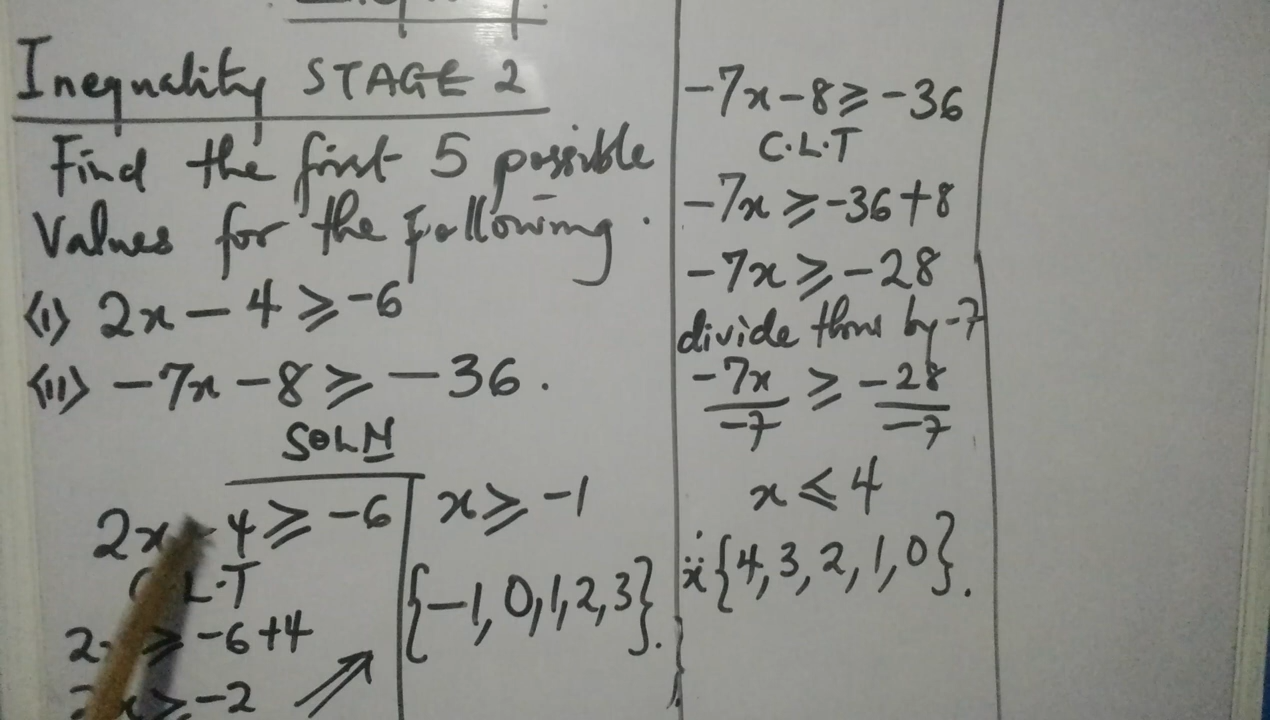 Inequality STAGE 2
Find the first 5 possible
Values for the Following.
(i) 2x - 4 ≥ -6
(ii) -7x - 8 ≥ -36.
SOLN
2x - 4 ≥ -6
C.L.T
≥ -6+4
≥ -2
x ≥ -1
{-1, 0, 1, 2, 3}.
-7x - 8 ≥ -36
C.L.T
-7x ≥ -36+8
-7x ≥ -28
divide thro by -7
-7x/-7 ≥ -28/-7
x ≤ 4
{4, 3, 2, 1, 0}.